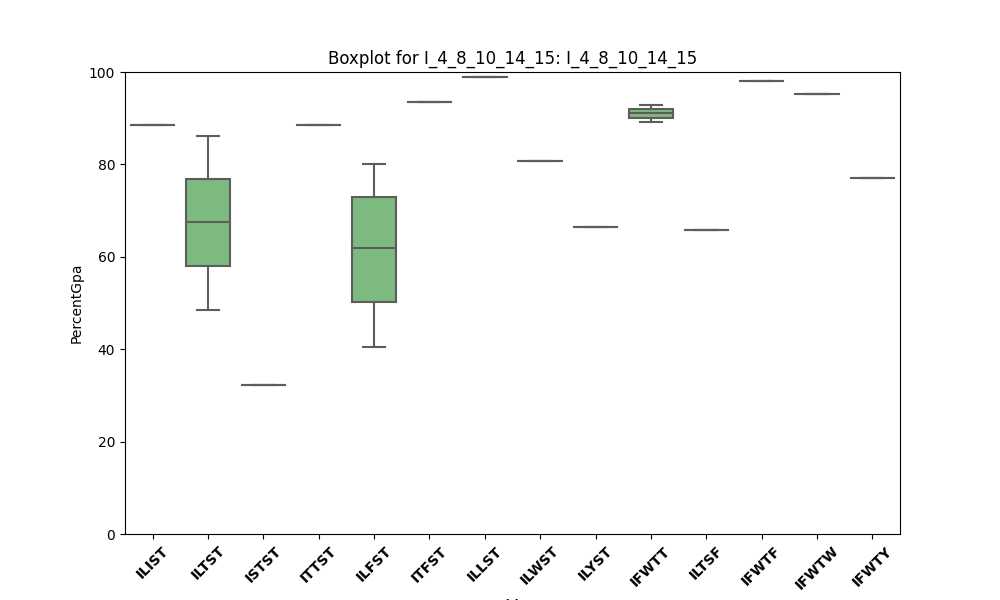 Boxplot for I_4_8_10_14_15: I_4_8_10_14_15
PercentGpa
100
80
60
40
20
0
ILIST
ILTST
ISTST
ITTST
ILFST
ITFST
ILLST
ILWST
ILYST
IFWTT
ILTSF
IFWTF
IFWTW
IFWTY